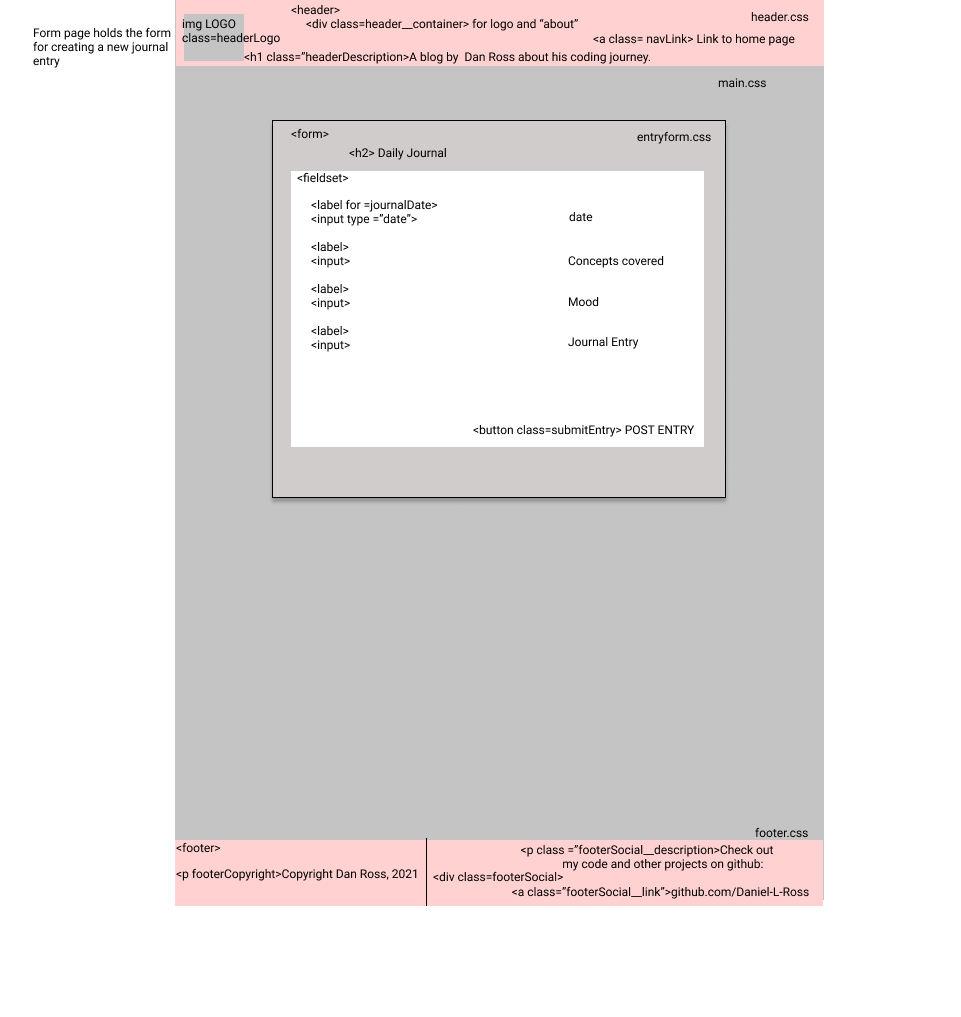 Form page holds the form
for creating a new journal
entry
<header>
<div class=header__container> for logo and “about”
header.css
img LOGO
class=headerLogo
<a class= navLink> Link to home page
<h1 class=”headerDescription>A blog by  Dan Ross about his coding journey.
main.css
<form>
entryform.css
<h2> Daily Journal
<fieldset>
<label for =journalDate>
<input type =”date”>
date
<label>
<input>
Concepts covered
<label>
<input>
Mood
<label>
<input>
Journal Entry
<button class=submitEntry> POST ENTRY
footer.css
<footer>
<p footerCopyright>Copyright Dan Ross, 2021
<p class =”footerSocial__description>Check out
my code and other projects on github:
<div class=footerSocial>
<a class=”footerSocial__link”>github.com/Daniel-L-Ross